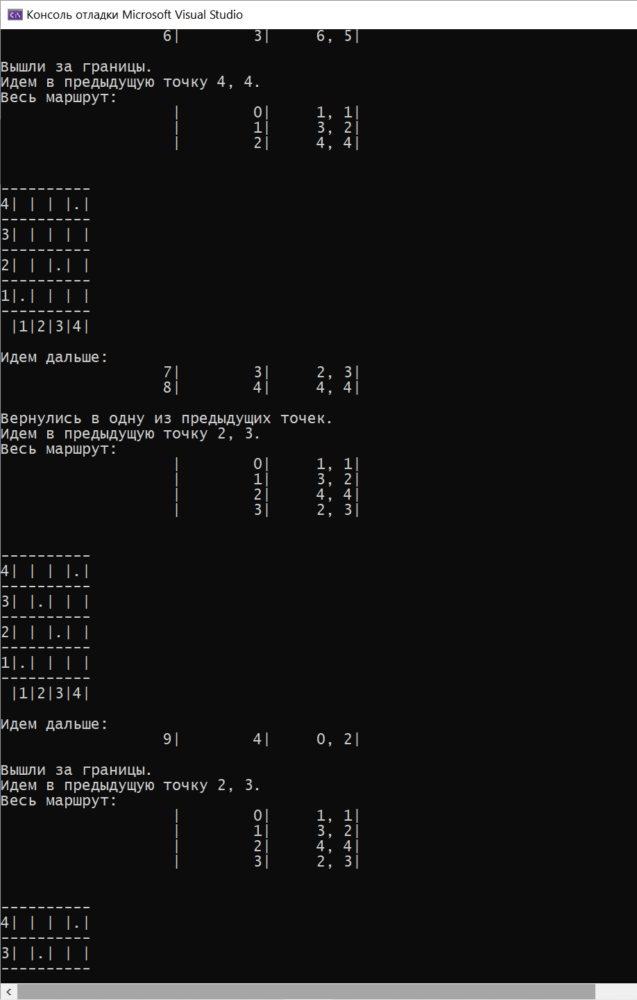 Консоль отладки Microsoft Visual Studio
6| 3| 6, 5|
Вышли за границы.
Идем в предыдущую точку 4, 4.
Весь маршрут:
| 0| 1, 1|
| 1| 3, 2|
| 2| 4, 4|
----------
4| | | |.|
----------
3| | | | |
----------
2| | |.| |
----------
1|.| | | |
----------
|1|2|3|4|
Идем дальше:
7| 3| 2, 3|
8| 4| 4, 4|
Вернулись в одну из предыдущих точек.
Идем в предыдущую точку 2, 3.
Весь маршрут:
| 0| 1, 1|
| 1| 3, 2|
| 2| 4, 4|
| 3| 2, 3|
----------
4| | | |.|
----------
3| |.| | |
----------
2| | |.| |
----------
1|.| | | |
----------
|1|2|3|4|
Идем дальше:
9| 4| 0, 2|
Вышли за границы.
Идем в предыдущую точку 2, 3.
Весь маршрут:
| 0| 1, 1|
| 1| 3, 2|
| 2| 4, 4|
| 3| 2, 3|
----------
4| | | |.|
----------
3| |.| | |
----------